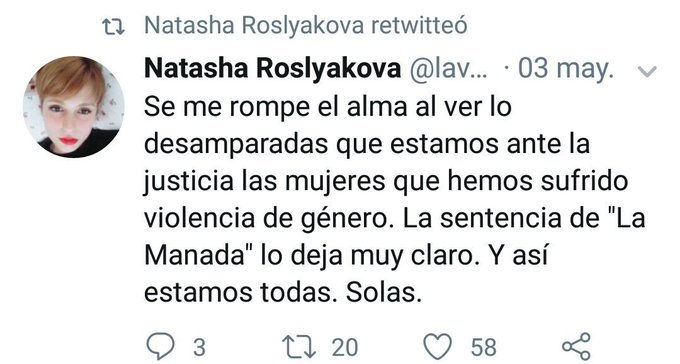 Natasha Roslyakova retwitteó
Natasha Roslyakova @lav... · 03 may.
Se me rompe el alma al ver lo
desamparadas que estamos ante la
justicia las mujeres que hemos sufrido
violencia de género. La sentencia de "La
Manada" lo deja muy claro. Y así
estamos todas. Solas.
3 20 58